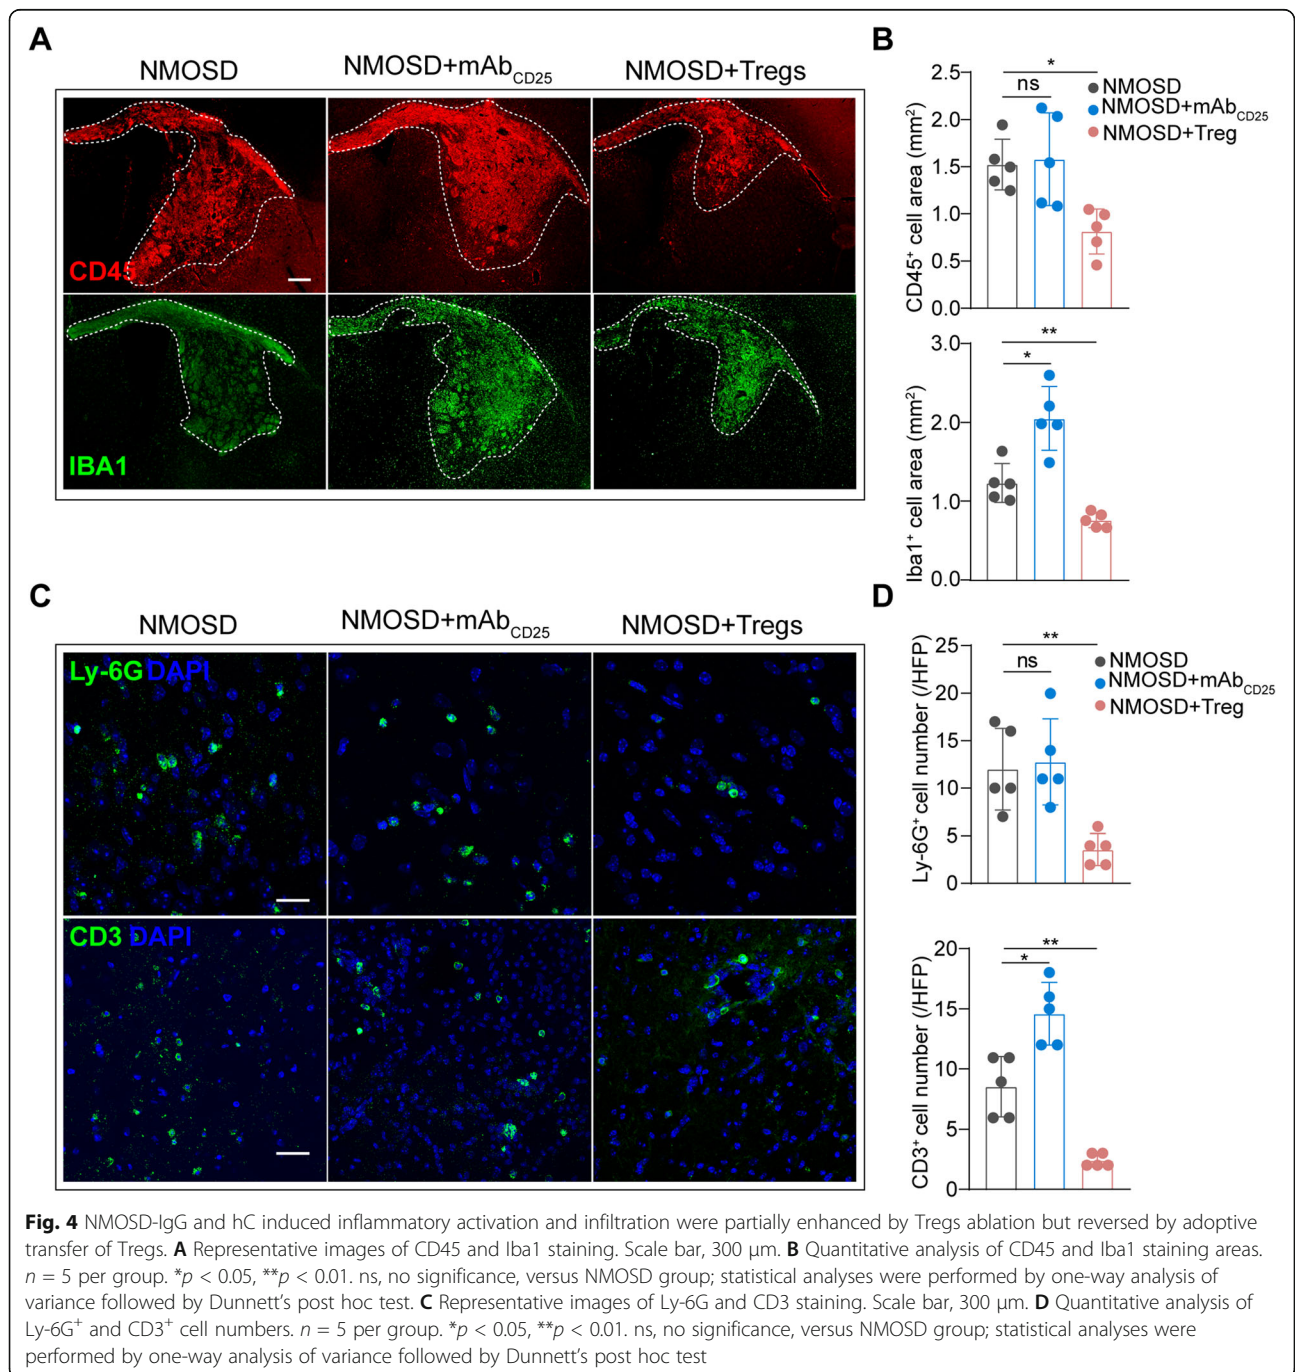 A
NMOSD
NMOSD+mAbCD25
NMOSD+Tregs
CD45
IBA1
B
2.5
2.0
1.5
1.0
0.5
0.0
CD45+ cell area (mm²)
*
ns
NMOSD
NMOSD+mAbCD25
NMOSD+Treg
3.0
2.0
1.0
0.0
Iba1+ cell area (mm²)
**
*
C
NMOSD
NMOSD+mAbCD25
NMOSD+Tregs
Ly-6G DAPI
CD3 DAPI
D
25
20
15
10
5
0
Ly-6G+ cell number (/HFP)
**
ns
NMOSD
NMOSD+mAbCD25
NMOSD+Treg
20
15
10
5
0
CD3+ cell number (/HFP)
**
*
Fig. 4 NMOSD-IgG and hC induced inflammatory activation and infiltration were partially enhanced by Tregs ablation but reversed by adoptive
transfer of Tregs. A Representative images of CD45 and Iba1 staining. Scale bar, 300 μm. B Quantitative analysis of CD45 and Iba1 staining areas.
n = 5 per group. *p < 0.05, **p < 0.01. ns, no significance, versus NMOSD group; statistical analyses were performed by one-way analysis of
variance followed by Dunnett's post hoc test. C Representative images of Ly-6G and CD3 staining. Scale bar, 300 μm. D Quantitative analysis of
Ly-6G+ and CD3+ cell numbers. n = 5 per group. *p < 0.05, **p < 0.01. ns, no significance, versus NMOSD group; statistical analyses were
performed by one-way analysis of variance followed by Dunnett's post hoc test